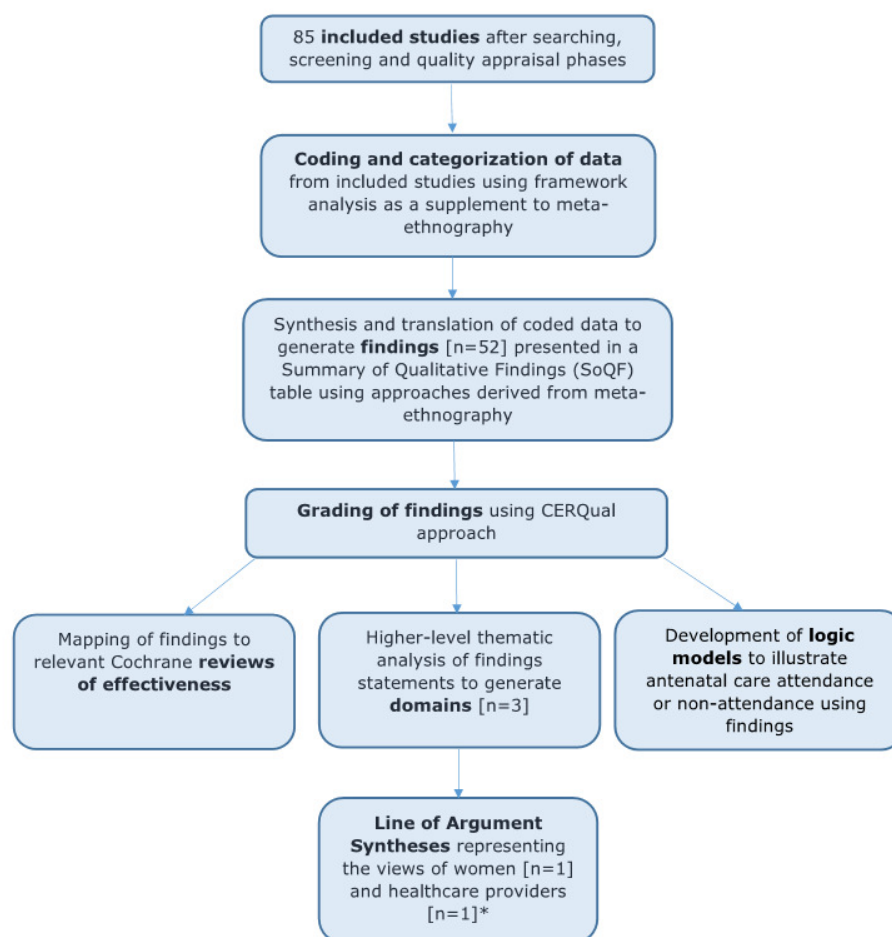 85 included studies after searching,
screening and quality appraisal phases
Coding and categorization of data
from included studies using framework
analysis as a supplement to meta-
ethnography
Synthesis and translation of coded data to
generate findings [n=52] presented in a
Summary of Qualitative Findings (SoQF)
table using approaches derived from meta-
ethnography
Grading of findings using CERQual
approach
Mapping of findings to
relevant Cochrane reviews
of effectiveness
Higher-level thematic
analysis of findings
statements to generate
domains [n=3]
Development of logic
models to illustrate
antenatal care attendance
or non-attendance using
findings
Line of Argument
Syntheses representing
the views of women [n=1]
and healthcare providers
[n=1]*